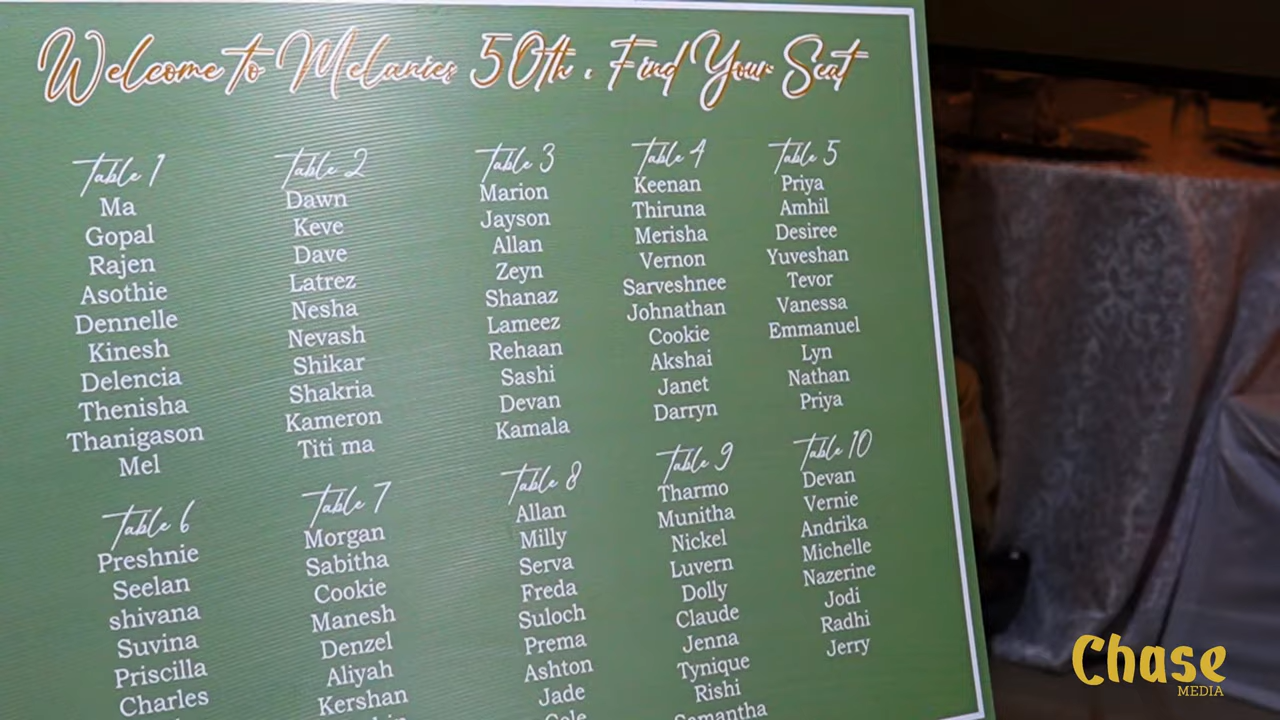 Welcome to Melanies 50th . Find Your Seat
Table 1
Ma
Gopal
Rajen
Asothie
Dennelle
Kinesh
Delencia
Thenisha
Thanigason
Mel
Table 2
Dawn
Keve
Dave
Latrez
Nesha
Nevash
Shikar
Shakria
Kameron
Titi ma
Table 3
Marion
Jayson
Allan
Zeyn
Shanaz
Lameez
Rehaan
Sashi
Devan
Kamala
Table 4
Keenan
Thiruna
Merisha
Vernon
Sarveshnee
Johnathan
Cookie
Akshai
Janet
Darryn
Table 5
Priya
Amhil
Desiree
Yuveshan
Tevor
Vanessa
Emmanuel
Lyn
Nathan
Priya
Table 6
Preshnie
Seelan
shivana
Suvina
Priscilla
Charles
Table 7
Morgan
Sabitha
Cookie
Manesh
Denzel
Aliyah
Kershan
Table 8
Allan
Milly
Serva
Freda
Suloch
Prema
Ashton
Jade
Table 9
Tharmo
Munitha
Nickel
Luvern
Dolly
Claude
Jenna
Tynique
Rishi
Samantha
Table 10
Devan
Vernie
Andrika
Michelle
Nazerine
Jodi
Radhi
Jerry
Chase
MEDIA